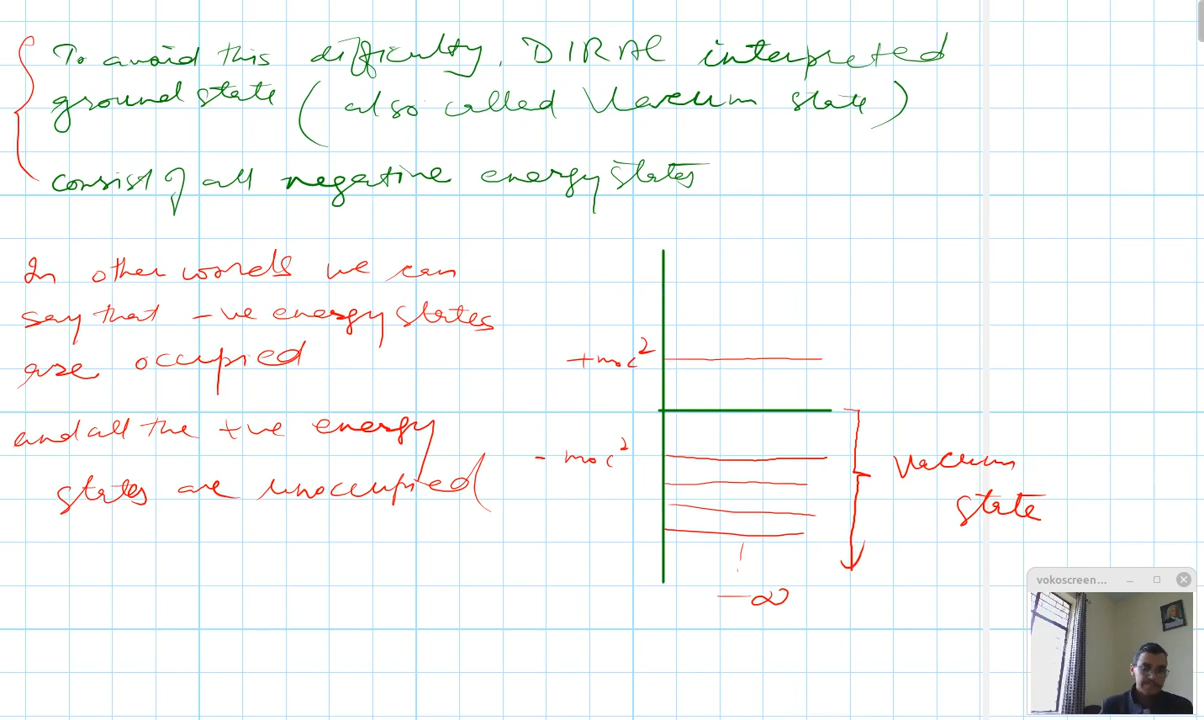 To avoid this difficulty, DIRAC interpreted
ground state (also called Vacuum state)
consist of all negative energy states
In other words we can
say that -ve energy states
are occupied
and all the +ve energy
states are unoccupied(
+m₀c²
-m₀c²
vacuum
state
-∞
vokoscreen...